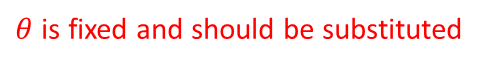 θ is fixed and should be substituted